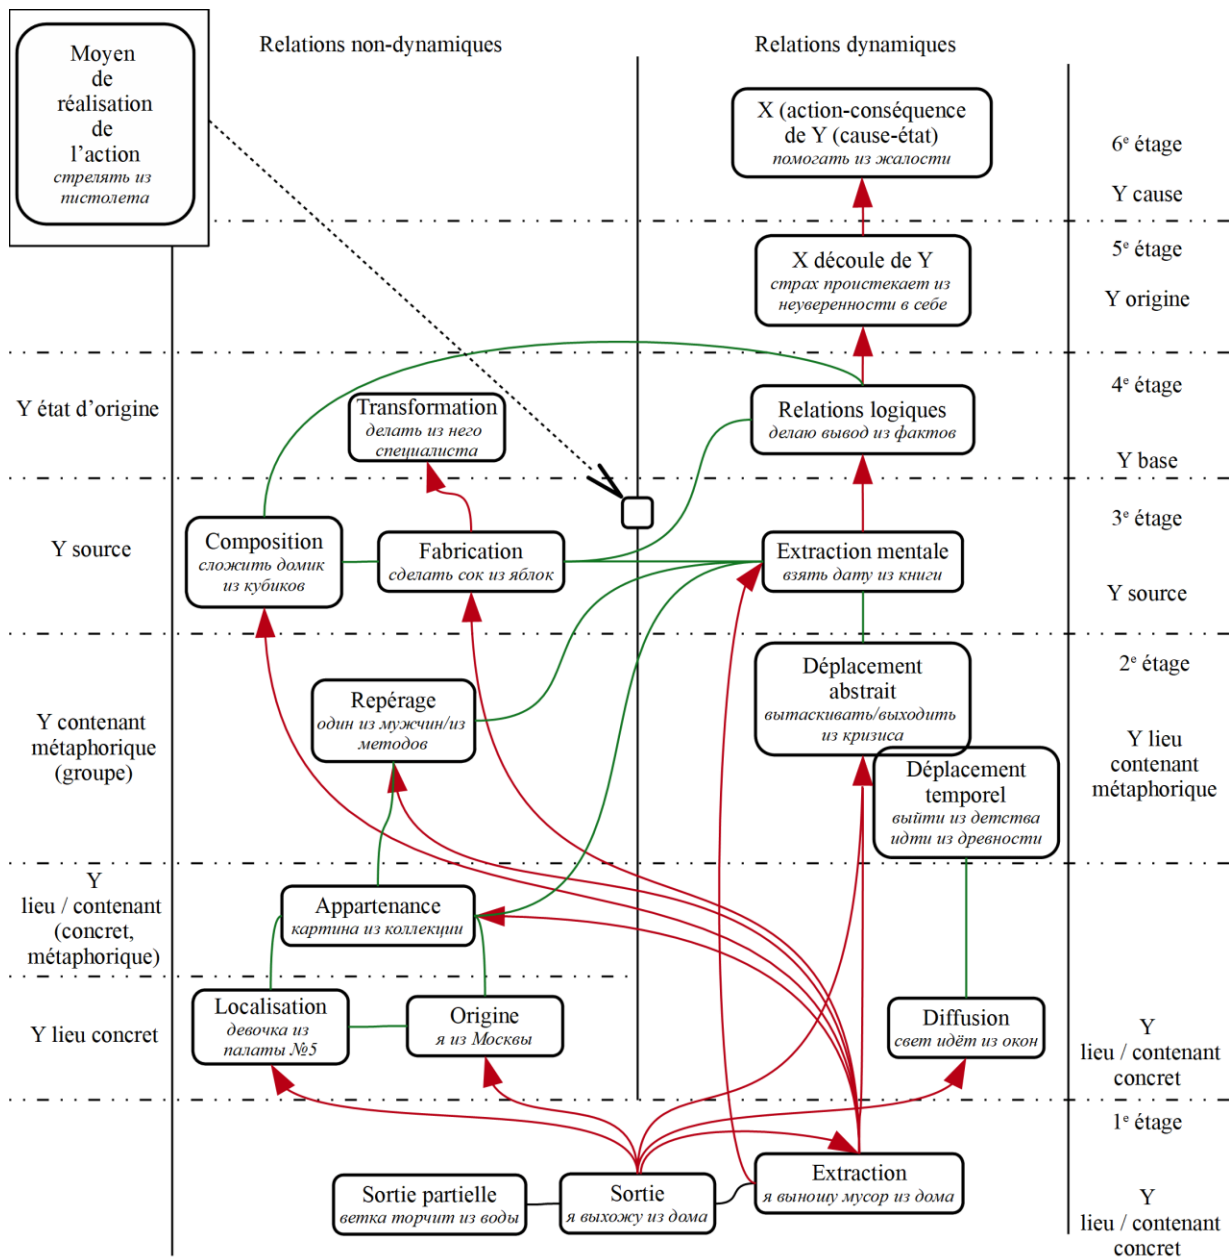 Moyen
de
réalisation
de
l’action
стрелять из
пистолета
Relations non-dynamiques
Relations dynamiques
X (action-conséquence
de Y (cause-état)
помогать из жалости
6e étage
Y cause
X découle de Y
страх проистекает из
неуверенности в себе
5e étage
Y origine
Y état d’origine
Transformation
делать из него
специалиста
Relations logiques
делаю вывод из фактов
4e étage
Y base
Y source
Composition
сложить домик
из кубиков
Fabrication
сделать сок из яблок
Extraction mentale
взять дату из книги
3e étage
Y source
Y contenant
métaphorique
(groupe)
Repérage
один из мужчин/из
методов
Déplacement
abstrait
вытаскивать/выходить
из кризиса
Déplacement
temporel
выйти из детства
идти из древности
2e étage
Y lieu
contenant
métaphorique
Y
lieu / contenant
(concret,
métaphorique)
Appartenance
картина из коллекции
Y lieu concret
Localisation
девочка из
палаты №5
Origine
я из Москвы
Diffusion
свет идёт из окон
Y
lieu / contenant
concret
Sortie partielle
ветка торчит из воды
Sortie
я выхожу из дома
Extraction
я выношу мусор из дома
1e étage
Y
lieu / contenant
concret